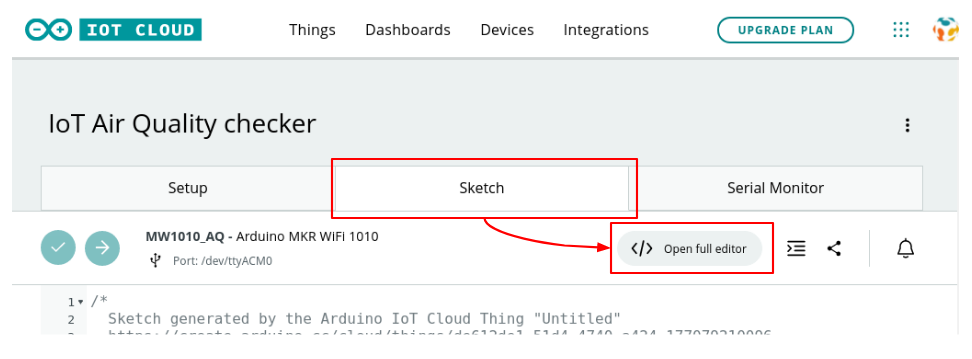 IOT CLOUD
Things Dashboards Devices Integrations UPGRADE PLAN
IoT Air Quality checker
Setup Sketch Serial Monitor
MW1010_AQ - Arduino MKR WiFi 1010
Port: /dev/ttyACM0
</> Open full editor
1 /*
2 Sketch generated by the Arduino IoT Cloud Thing "Untitled"